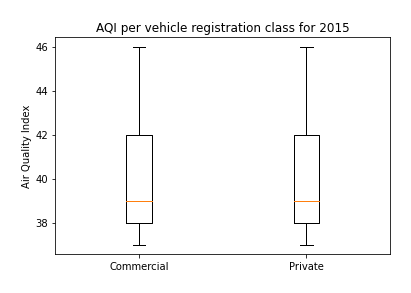 AQI per vehicle registration class for 2015
46
44
42
40
38
Air Quality Index
Commercial Private